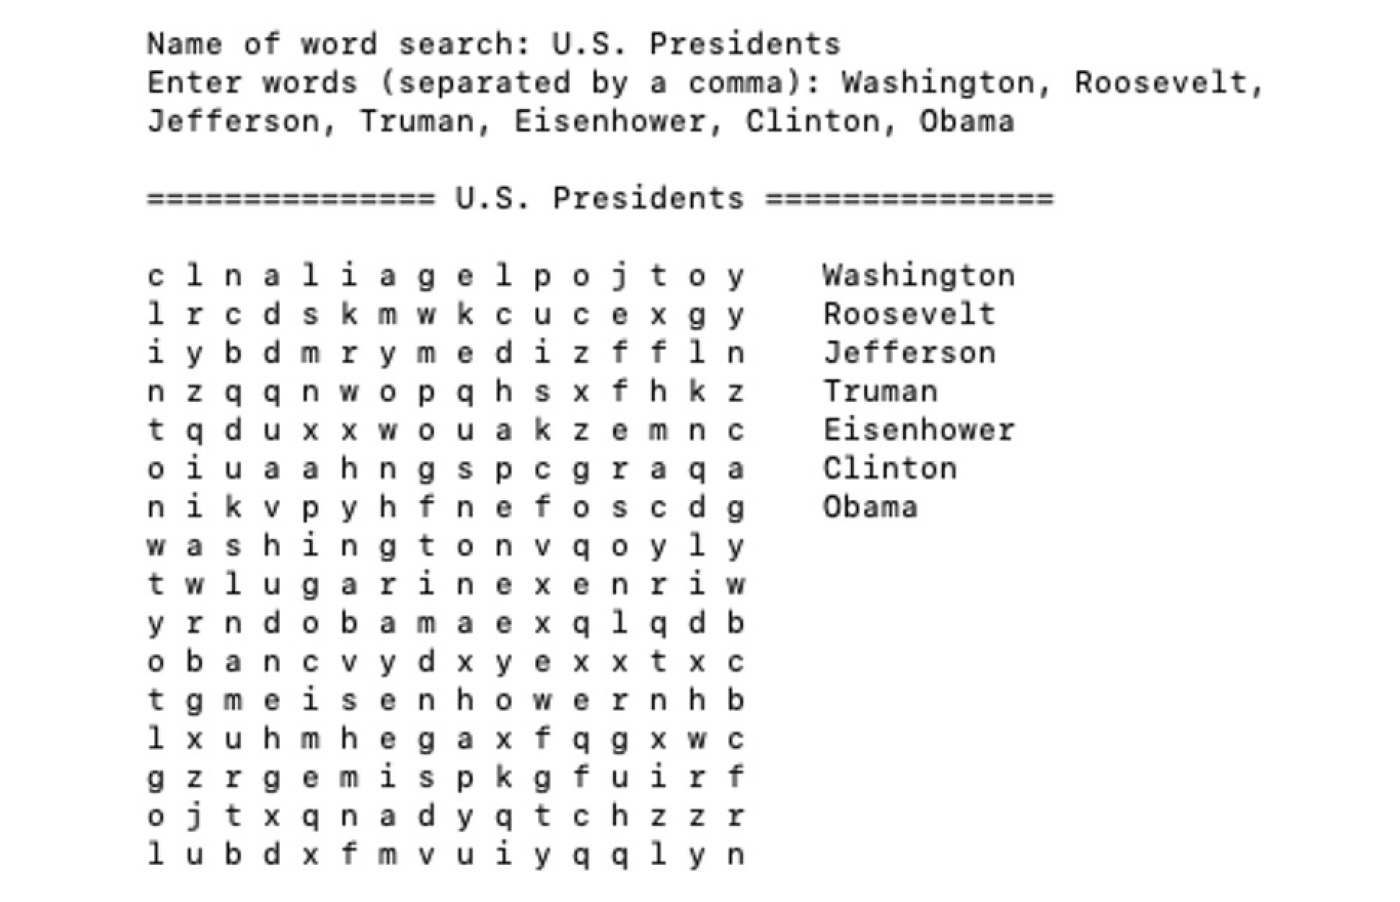 Name of word search: U.S. Presidents
Enter words (separated by a comma): Washington, Roosevelt,
Jefferson, Truman, Eisenhower, Clinton, Obama
=============== U.S. Presidents ===============
c l n a l i a g e l p o j t o y    Washington
l r c d s k m w k c u c e x g y    Roosevelt
i y b d m r y m e d i z f f l n    Jefferson
n z q q n w o p q h s x f h k z    Truman
t q d u x x w o u a k z e m n c    Eisenhower
o i u a a h n g s p c g r a q a    Clinton
n i k v p y h f n e f o s c d g    Obama
w a s h i n g t o n v q o y l y
t w l u g a r i n e x e n r i w
y r n d o b a m a e x q l q d b
o b a n c v y d x y e x x t x c
t g m e i s e n h o w e r n h b
l x u h m h e g a x f q g x w c
g z r g e m i s p k g f u i r f
o j t x q n a d y q t c h z z r
l u b d x f m v u i y q q l y n